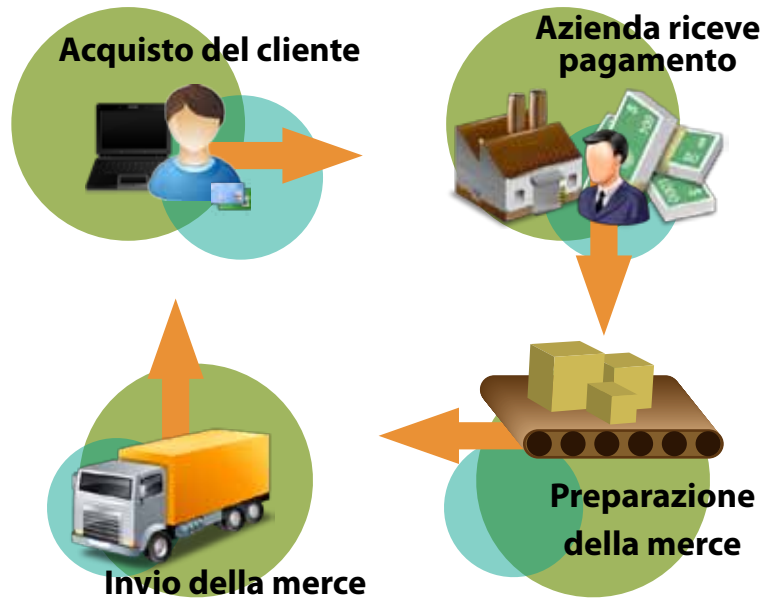 Acquisto del cliente
Azienda riceve
pagamento
Preparazione
della merce
Invio della merce